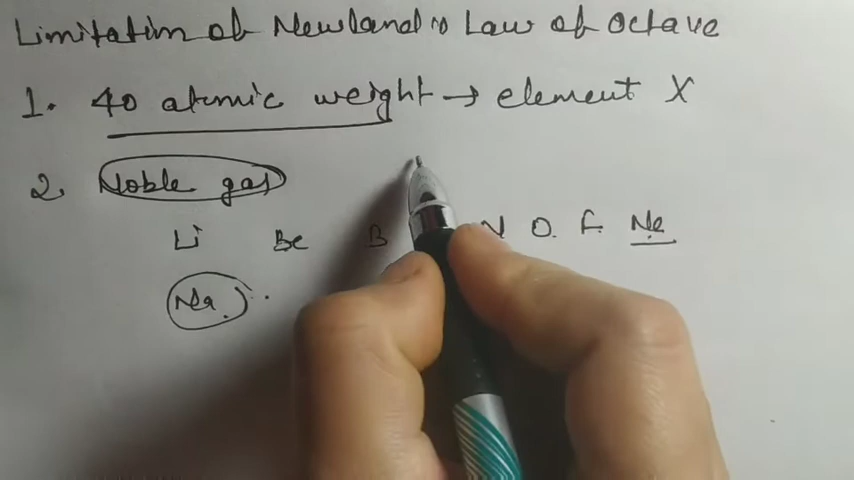 Limitation of Newland's Law of Octave
1. 40 atomic weight → element X
2. Noble gas
Li Be B N O. F. Ne
Na